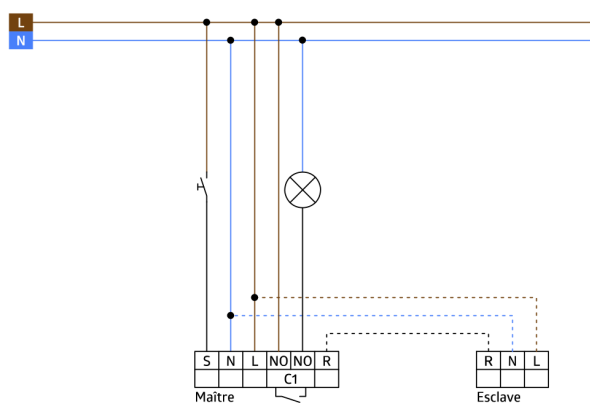 L
N
S N L NO NO R
C1
Maître
R N L
Esclave